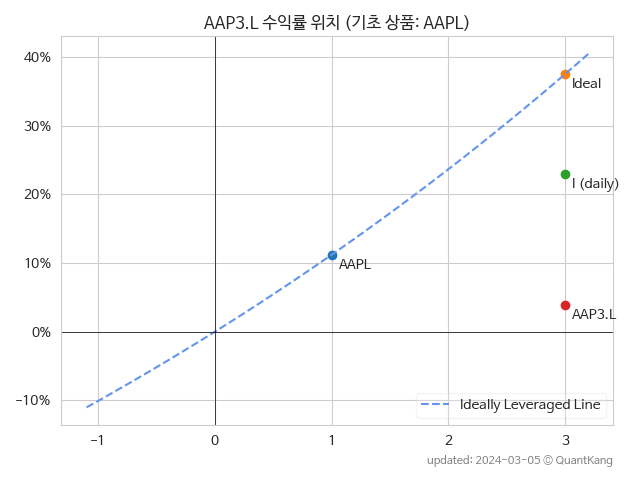 AAP3.L 수익률 위치 (기초 상품: AAPL)
40%
30%
20%
10%
0%
−10%
Ideal
I (daily)
AAPL
AAP3.L
Ideally Leveraged Line
−1
0
1
2
3
updated: 2024-03-05 © QuantKang